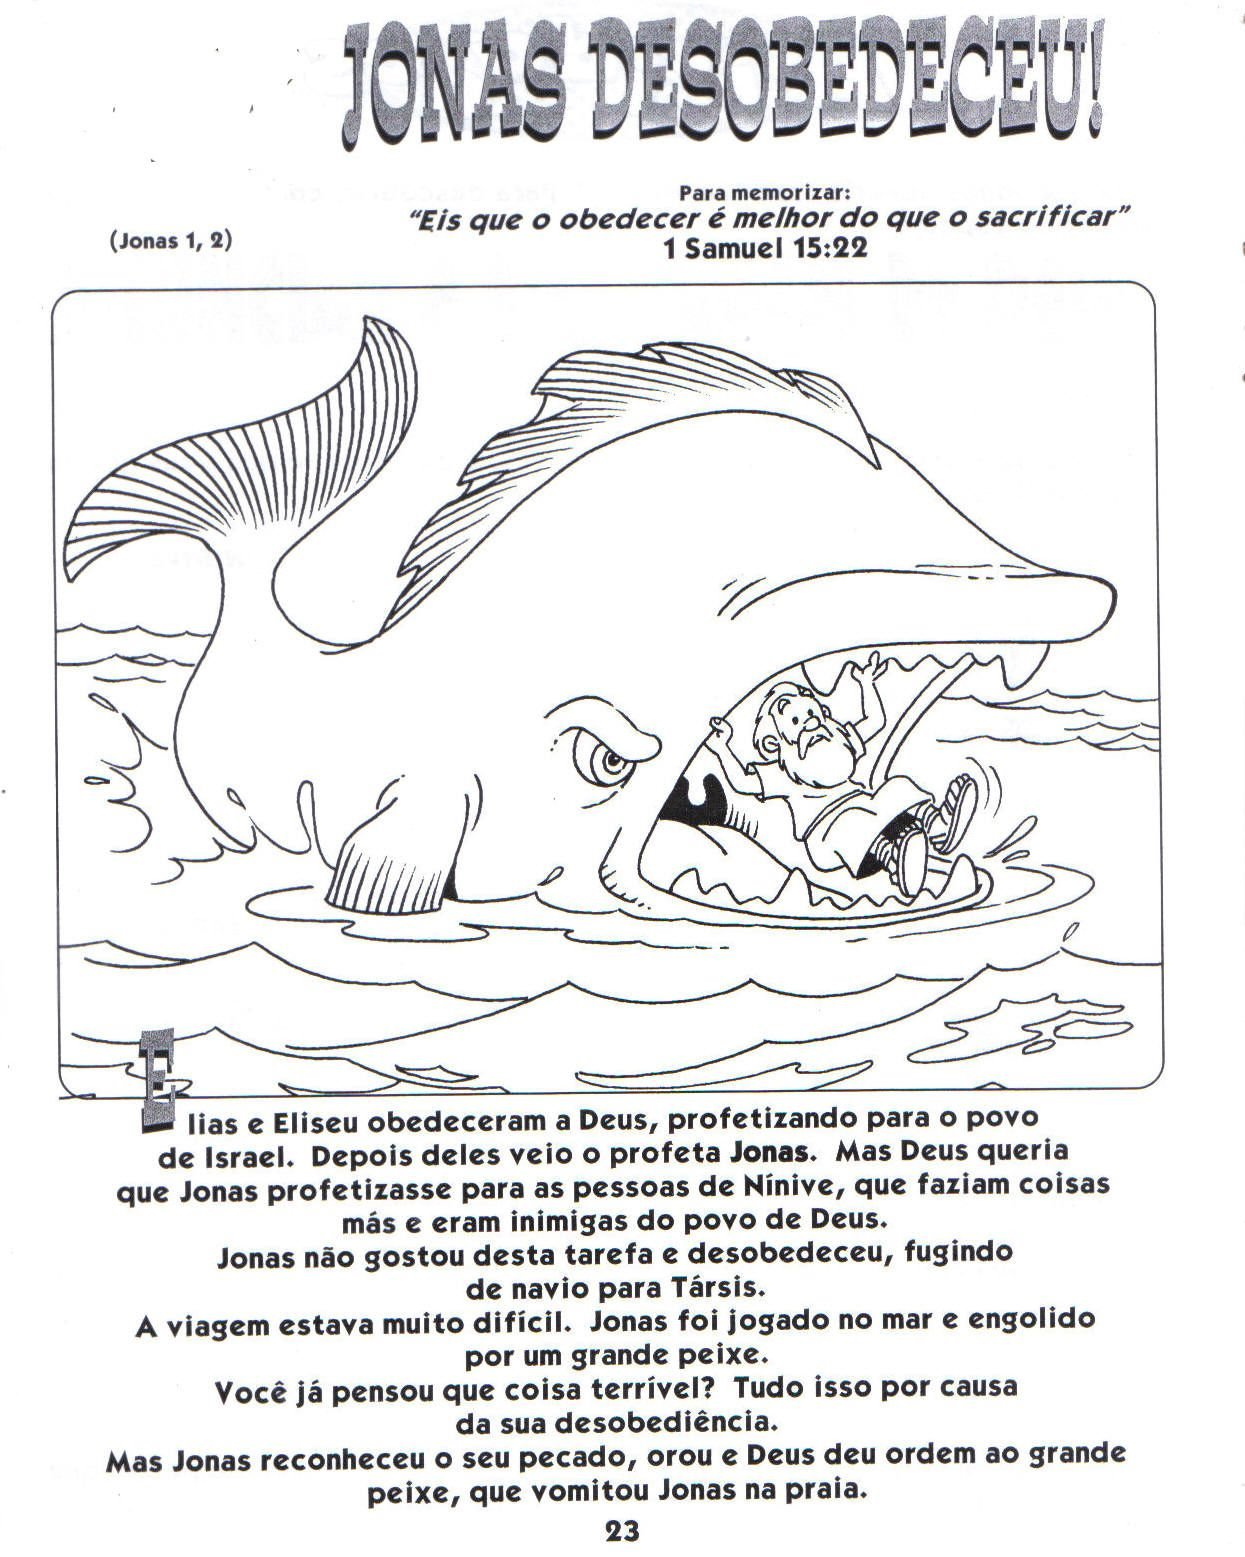 JONAS DESOBEDECEU!
Para memorizar:
"Eis que o obedecer é melhor do que o sacrificar"
(Jonas 1, 2)
1 Samuel 15:22
Elias e Eliseu obedeceram a Deus, profetizando para o povo
de Israel. Depois deles veio o profeta Jonas. Mas Deus queria
que Jonas profetizasse para as pessoas de Nínive, que faziam coisas
más e eram inimigas do povo de Deus.
Jonas não gostou desta tarefa e desobedeceu, fugindo
de navio para Társis.
A viagem estava muito difícil. Jonas foi jogado no mar e engolido
por um grande peixe.
Você já pensou que coisa terrível? Tudo isso por causa
da sua desobediência.
Mas Jonas reconheceu o seu pecado, orou e Deus deu ordem ao grande
peixe, que vomitou Jonas na praia.
23